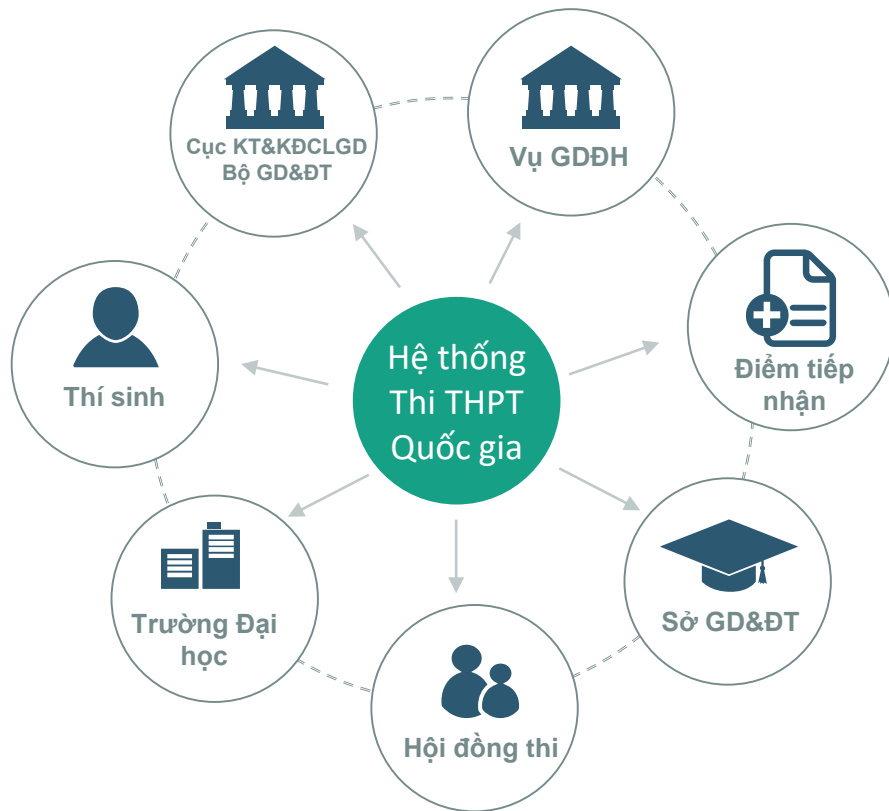 Cục KT&KĐCLGD
Bộ GD&ĐT
Vụ GDĐH
Điểm tiếp
nhận
Sở GD&ĐT
Hội đồng thi
Trường Đại
học
Thí sinh
Hệ thống
Thi THPT
Quốc gia